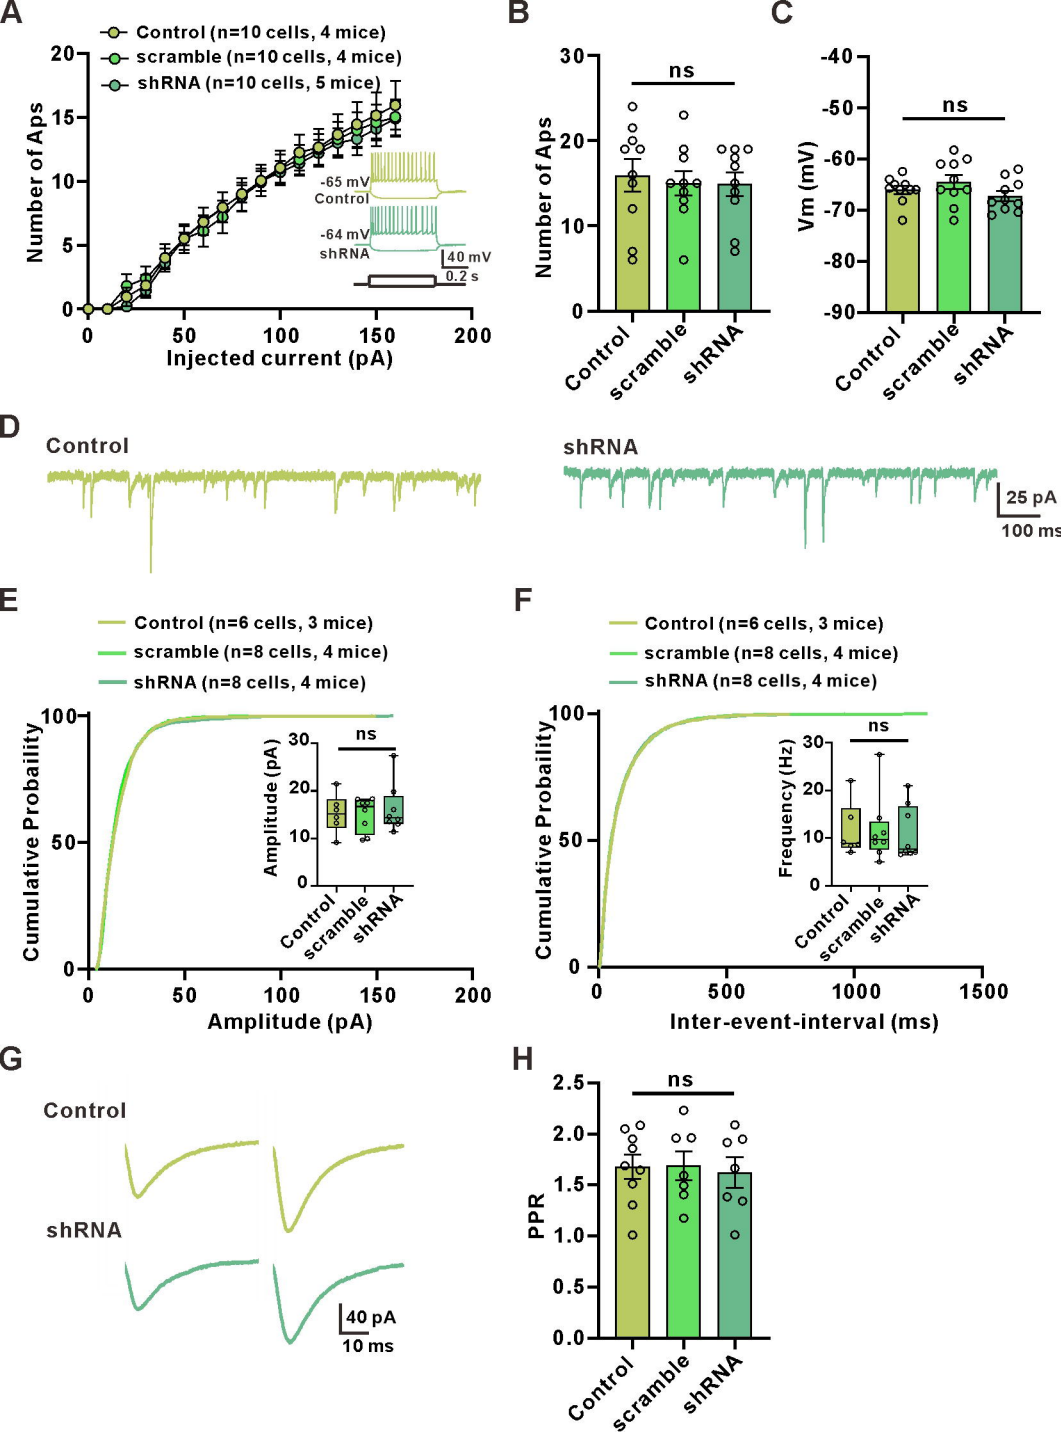 A
Control (n=10 cells, 4 mice)
scramble (n=10 cells, 4 mice)
shRNA (n=10 cells, 5 mice)
Number of Aps
20
15
10
5
0
0
50
100
150
200
Injected current (pA)
-65 mV
Control
-64 mV
shRNA
40 mV
0.2 s
B
Number of Aps
30
20
10
0
ns
Control
scramble
shRNA
C
Vm (mV)
-40
-50
-60
-70
-80
-90
ns
Control
scramble
shRNA
D
Control
shRNA
25 pA
100 ms
E
Control (n=6 cells, 3 mice)
scramble (n=8 cells, 4 mice)
shRNA (n=8 cells, 4 mice)
Cumulative Probaility
100
50
0
0
50
100
150
200
Amplitude (pA)
Amplitude (pA)
30
20
10
0
ns
Control
scramble
shRNA
F
Control (n=6 cells, 3 mice)
scramble (n=8 cells, 4 mice)
shRNA (n=8 cells, 4 mice)
Cumulative Probaility
100
50
0
0
500
1000
1500
Inter-event-interval (ms)
Frequency (Hz)
30
20
10
0
ns
Control
scramble
shRNA
G
Control
shRNA
40 pA
10 ms
H
PPR
2.5
2.0
1.5
1.0
0.5
0.0
ns
Control
scramble
shRNA